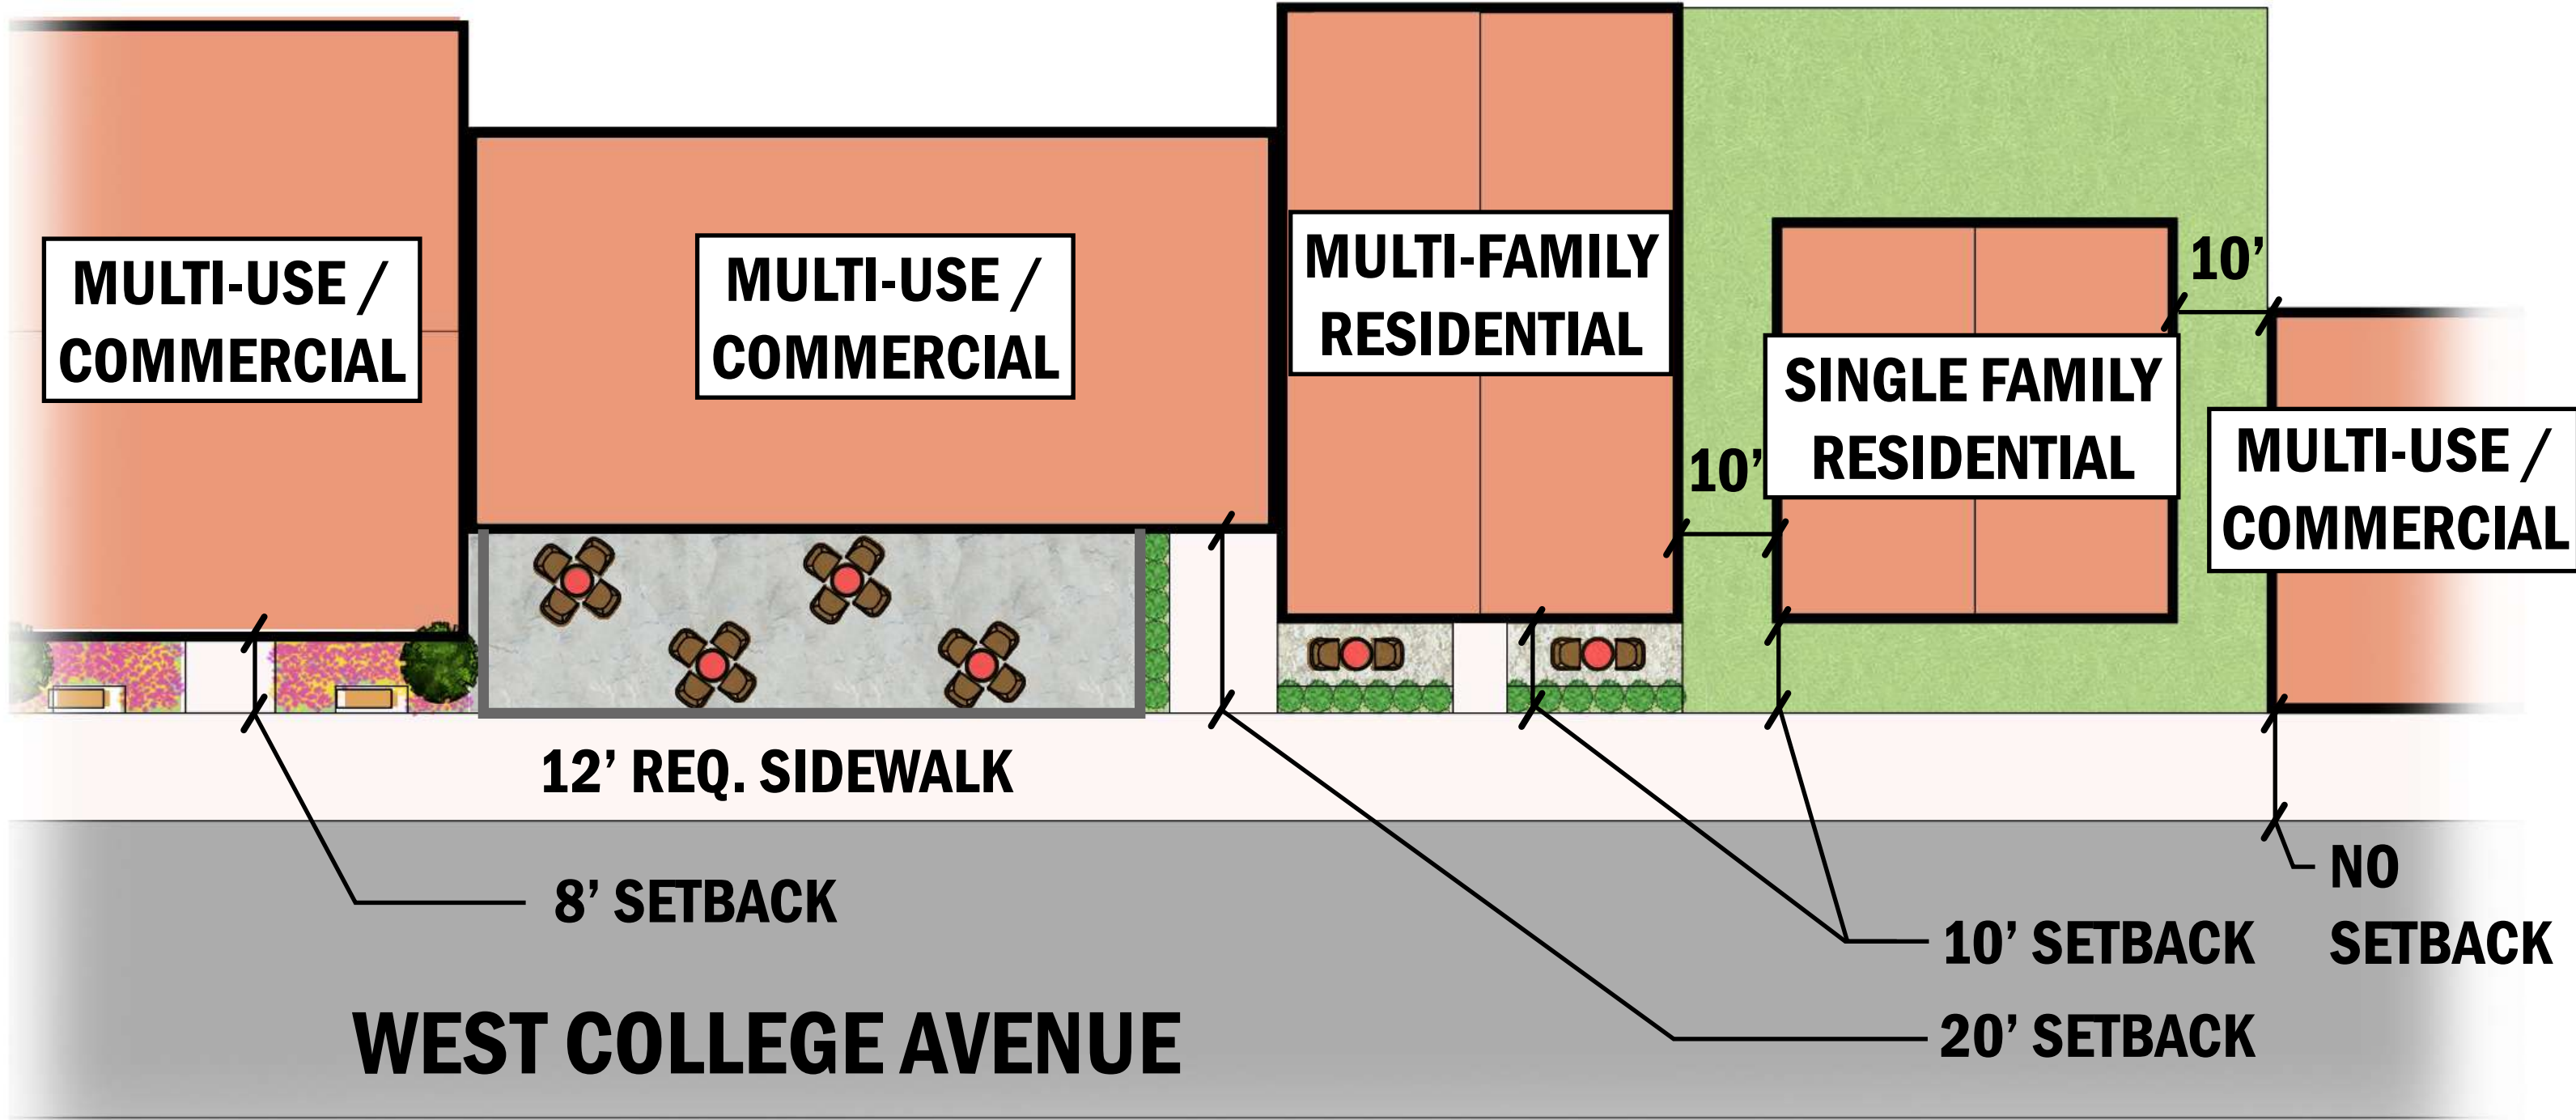 MULTI-USE /
COMMERCIAL
MULTI-USE /
COMMERCIAL
MULTI-FAMILY
RESIDENTIAL
10’
SINGLE FAMILY
RESIDENTIAL
10’
MULTI-USE /
COMMERCIAL
12’ REQ. SIDEWALK
8’ SETBACK
10’ SETBACK
NO
SETBACK
20’ SETBACK
WEST COLLEGE AVENUE